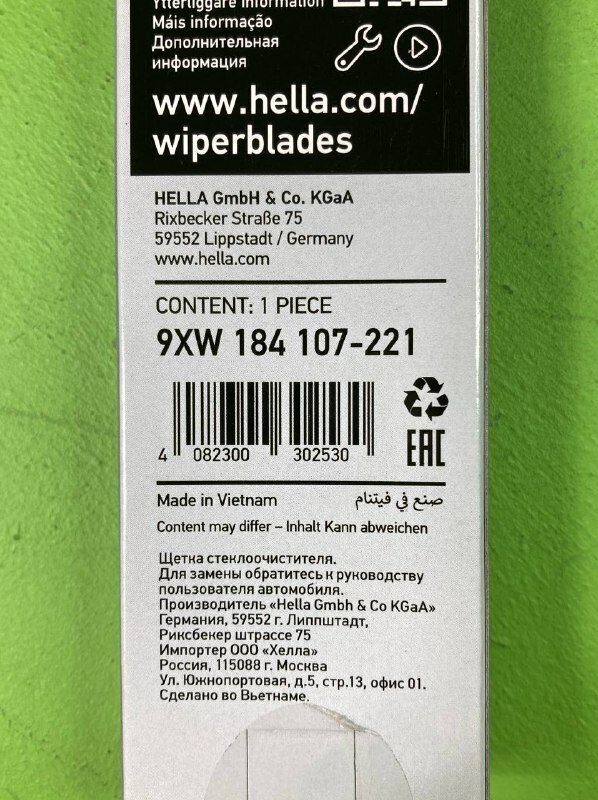 Ytterliggare information
Máis informação
Дополнительная
информация
www.hella.com/
wiperblades
HELLA GmbH & Co. KGaA
Rixbecker Straße 75
59552 Lippstadt / Germany
www.hella.com
CONTENT: 1 PIECE
9XW 184 107-221
4 082300 302530
EAC
Made in Vietnam صنع في فيتنام
Content may differ – Inhalt Kann abweichen
Щетка стеклоочистителя.
Для замены обратитесь к руководству
пользователя автомобиля.
Производитель «Hella Gmbh & Co KGaA»
Германия, 59552 г. Липпштадт,
Риксбекер штрассе 75
Импортер ООО «Хелла»
Россия, 115088 г. Москва
Ул. Южнопортовая, д.5, стр.13, офис 01.
Сделано во Вьетнаме.